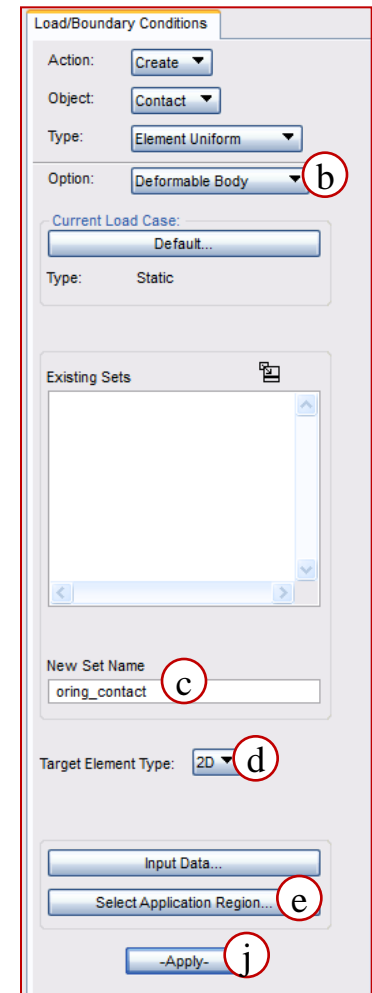 Load/Boundary Conditions
Action: Create
Object: Contact
Type: Element Uniform
Option: Deformable Body b
Current Load Case:
Default...
Type: Static
Existing Sets
New Set Name
oring_contact c
Target Element Type: 2D d
Input Data...
Select Application Region... e
-Apply- j